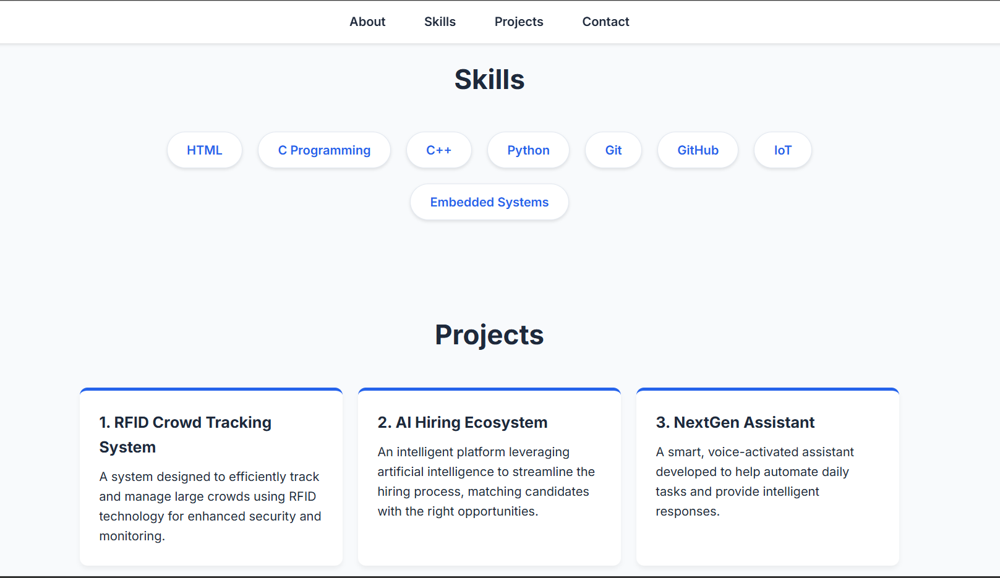 About Skills Projects Contact
Skills
HTML C Programming C++ Python Git GitHub IoT
Embedded Systems
Projects
1. RFID Crowd Tracking
System
A system designed to efficiently track
and manage large crowds using RFID
technology for enhanced security and
monitoring.
2. AI Hiring Ecosystem
An intelligent platform leveraging
artificial intelligence to streamline the
hiring process, matching candidates
with the right opportunities.
3. NextGen Assistant
A smart, voice-activated assistant
developed to help automate daily
tasks and provide intelligent
responses.